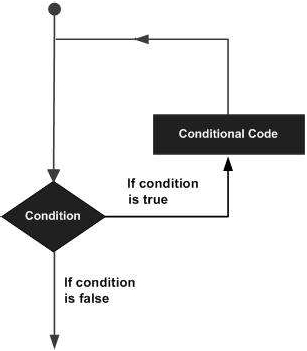 Conditional Code
If condition
is true
Condition
If condition
is false